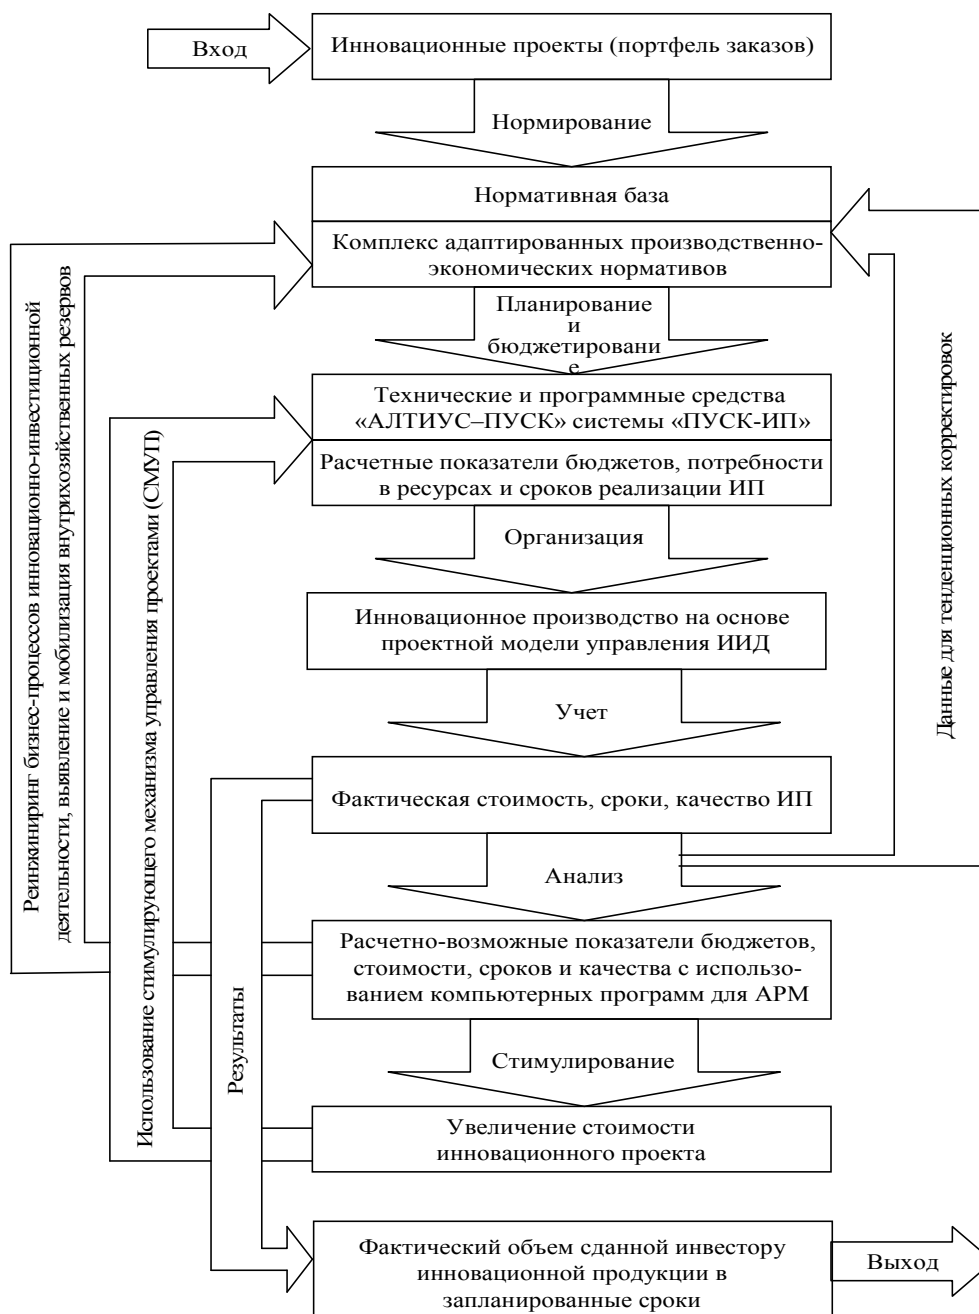 Вход
Инновационные проекты (портфель заказов)
Нормирование
Нормативная база
Комплекс адаптированных производственно-
экономических нормативов
Планирование
и
бюджетировани
е
Технические и программные средства
«АЛТИУС–ПУСК» системы «ПУСК-ИП»
Расчетные показатели бюджетов, потребности
в ресурсах и сроков реализации ИП
Организация
Инновационное производство на основе
проектной модели управления ИИД
Учет
Фактическая стоимость, сроки, качество ИП
Анализ
Расчетно-возможные показатели бюджетов,
стоимости, сроков и качества с использо-
ванием компьютерных программ для АРМ
Стимулирование
Увеличение стоимости
инновационного проекта
Фактический объем сданной инвестору
инновационной продукции в
запланированные сроки
Выход
Реинжиниринг бизнес-процессов инновационно-инвестиционной
деятельности, выявление и мобилизация внутрихозяйственных резервов
Использование стимулирующего механизма управления проектами (СМУП)
Результаты
Данные для тенденционных корректировок